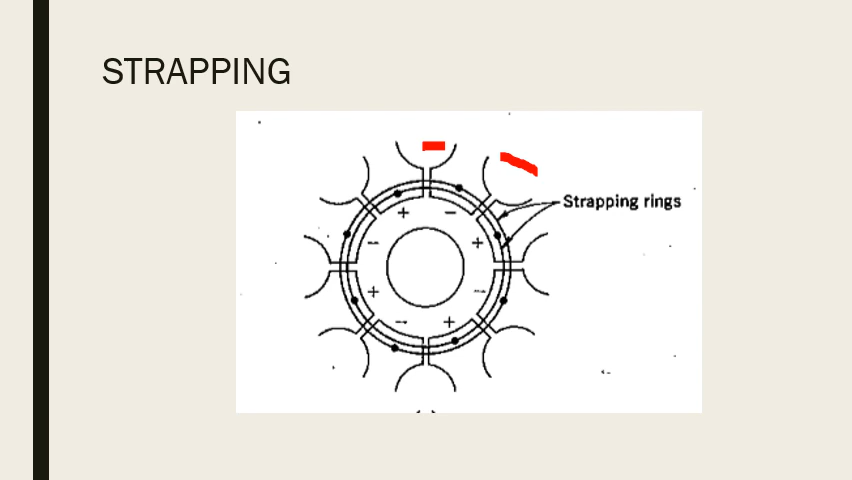 STRAPPING
Strapping rings
+ −
− +
+ −
− +